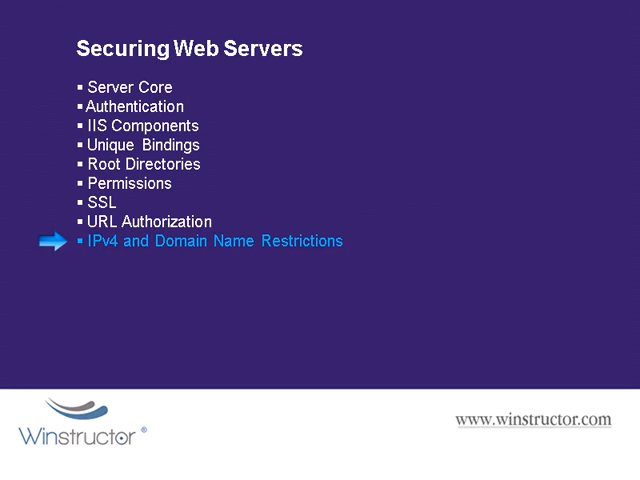 Securing Web Servers
▪ Server Core
▪ Authentication
▪ IIS Components
▪ Unique Bindings
▪ Root Directories
▪ Permissions
▪ SSL
▪ URL Authorization
▪ IPv4 and Domain Name Restrictions
Winstructor ®
www.winstructor.com